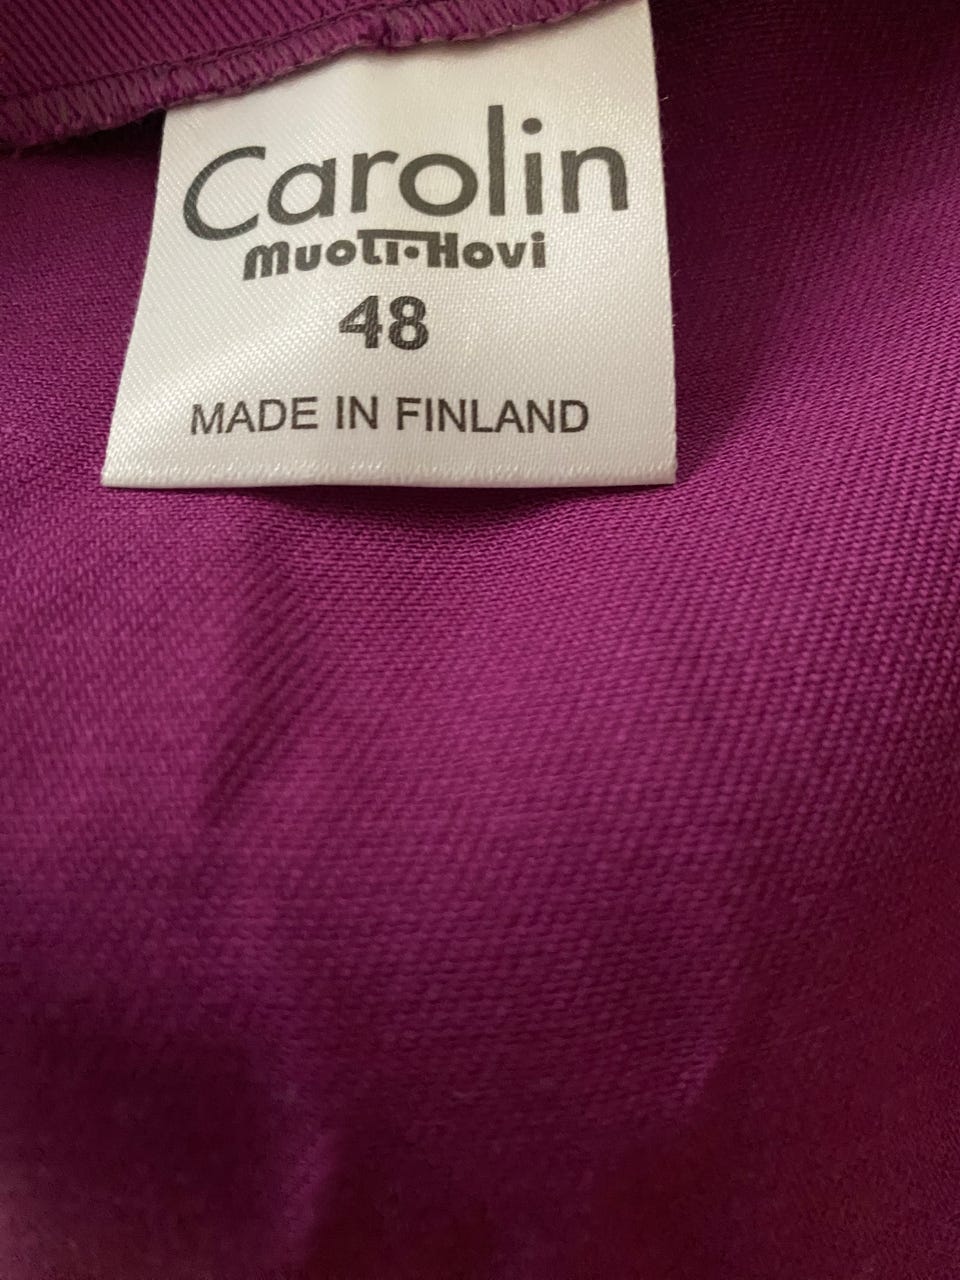 Carolin
Muoti•Hovi
48
MADE IN FINLAND